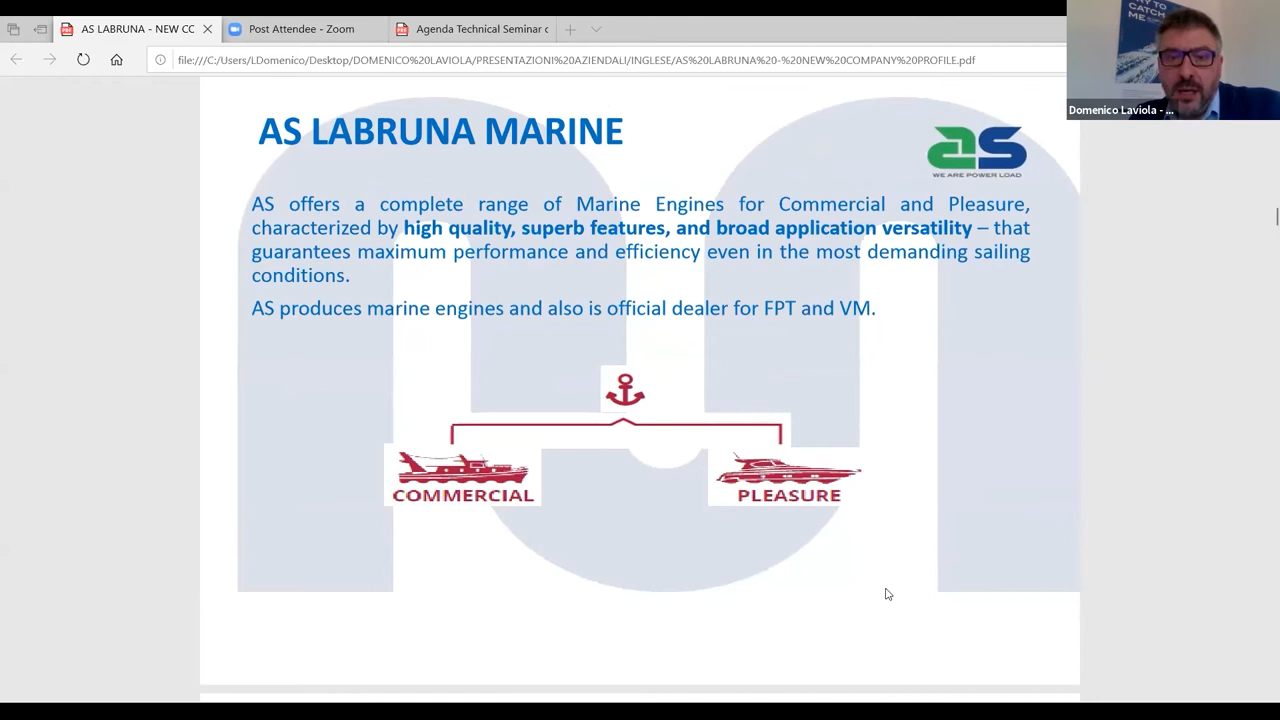 AS LABRUNA - NEW CC
Post Attendee - Zoom
Agenda Technical Seminar c
file:///C:/Users/LDomenico/Desktop/DOMENICO%20LAVIOLA/PRESENTAZIONI%20AZIENDALI/INGLESE/AS%20LABRUNA%20-%20NEW%20COMPANY%20PROFILE.pdf
TO
CATCH
ME
Domenico Laviola - ...
AS LABRUNA MARINE
as
WE ARE POWER LOAD
AS offers a complete range of Marine Engines for Commercial and Pleasure,
characterized by high quality, superb features, and broad application versatility – that
guarantees maximum performance and efficiency even in the most demanding sailing
conditions.
AS produces marine engines and also is official dealer for FPT and VM.
COMMERCIAL
PLEASURE